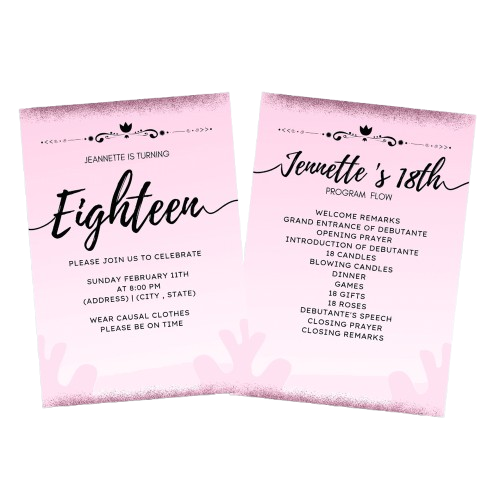 JEANNETTE IS TURNING
Eighteen
PLEASE JOIN US TO CELEBRATE
SUNDAY FEBRUARY 11TH
AT 8:00 PM
(ADDRESS) | (CITY , STATE)
WEAR CAUSAL CLOTHES
PLEASE BE ON TIME
Jennette 's 18th
PROGRAM FLOW
WELCOME REMARKS
GRAND ENTRANCE OF DEBUTANTE
OPENING PRAYER
INTRODUCTION OF DEBUTANTE
18 CANDLES
BLOWING CANDLES
DINNER
GAMES
18 GIFTS
18 ROSES
DEBUTANTE'S SPEECH
CLOSING PRAYER
CLOSING REMARKS